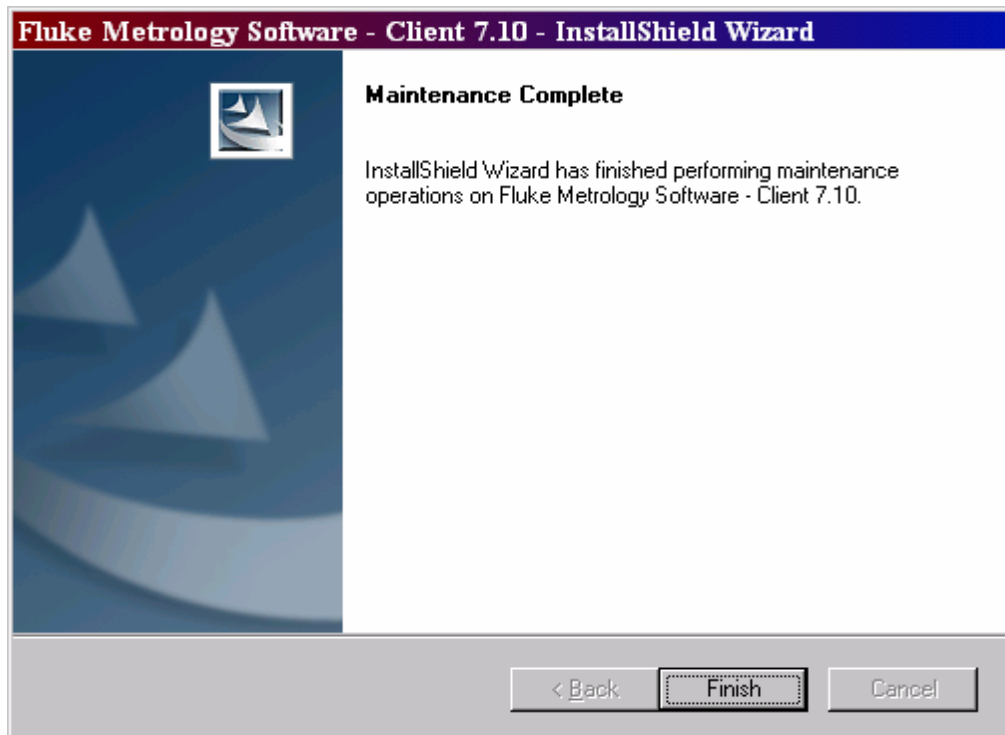 Fluke Metrology Software - Client 7.10 - InstallShield Wizard
Maintenance Complete
InstallShield Wizard has finished performing maintenance
operations on Fluke Metrology Software - Client 7.10.
< Back Finish Cancel